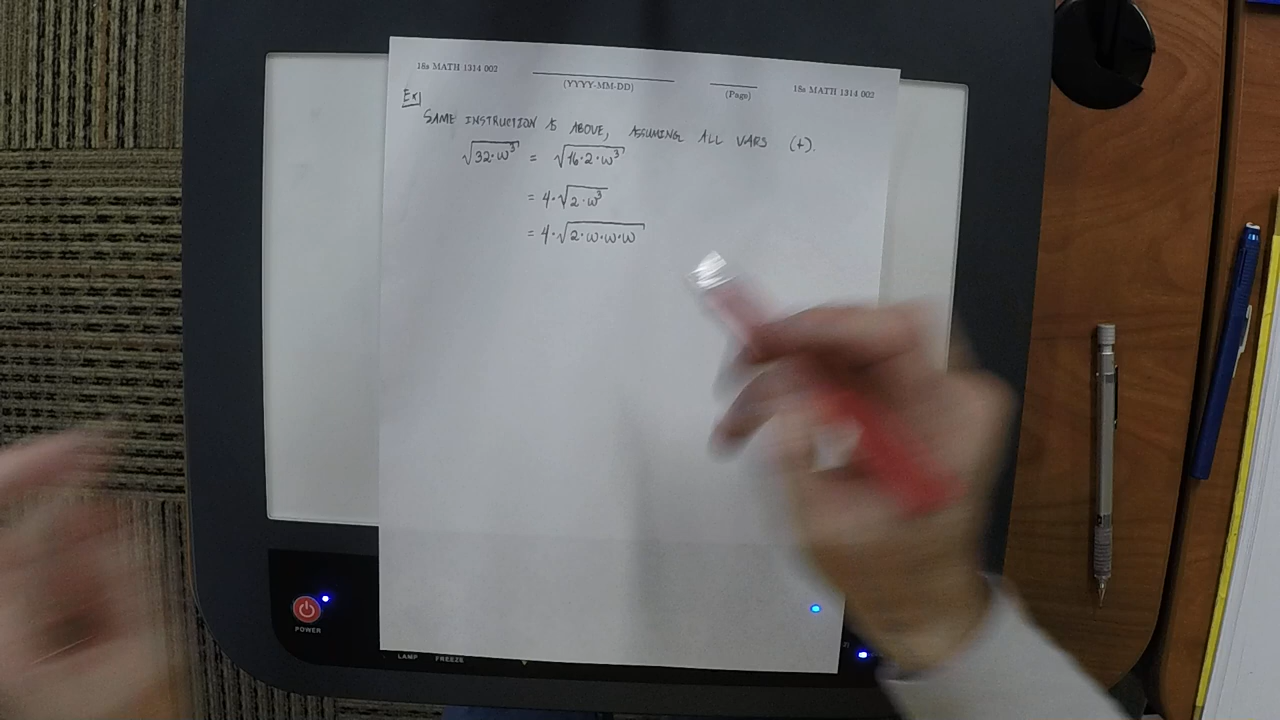 18s MATH 1314 002 (YYYY-MM-DD) (Page) 18s MATH 1314 002
Ex
SAME INSTRUCTION AS ABOVE, ASSUMING ALL VARS (+).
√32·w³ = √16·2·w³
= 4·√2·w³
= 4·√2·w·w·w
POWER
LAMP FREEZE